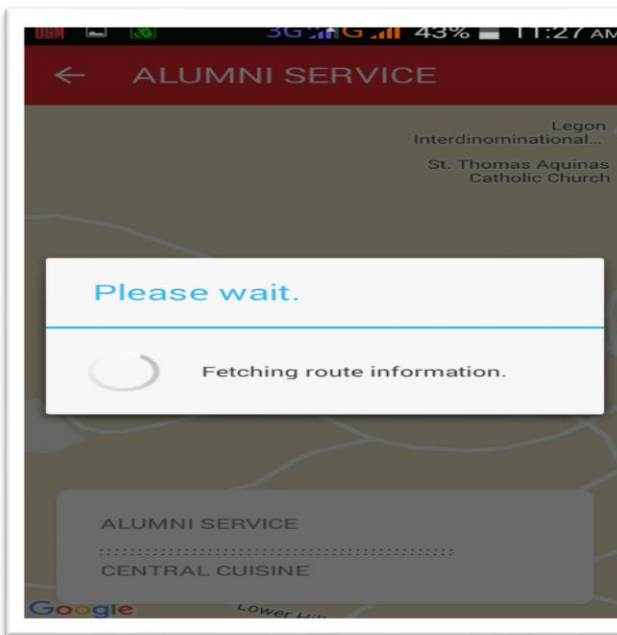 3G G 43% 11:27 AM
ALUMNI SERVICE
Legon
Interdinominational...
St. Thomas Aquinas
Catholic Church
Please wait.
Fetching route information.
ALUMNI SERVICE
CENTRAL CUISINE
Google
Lower